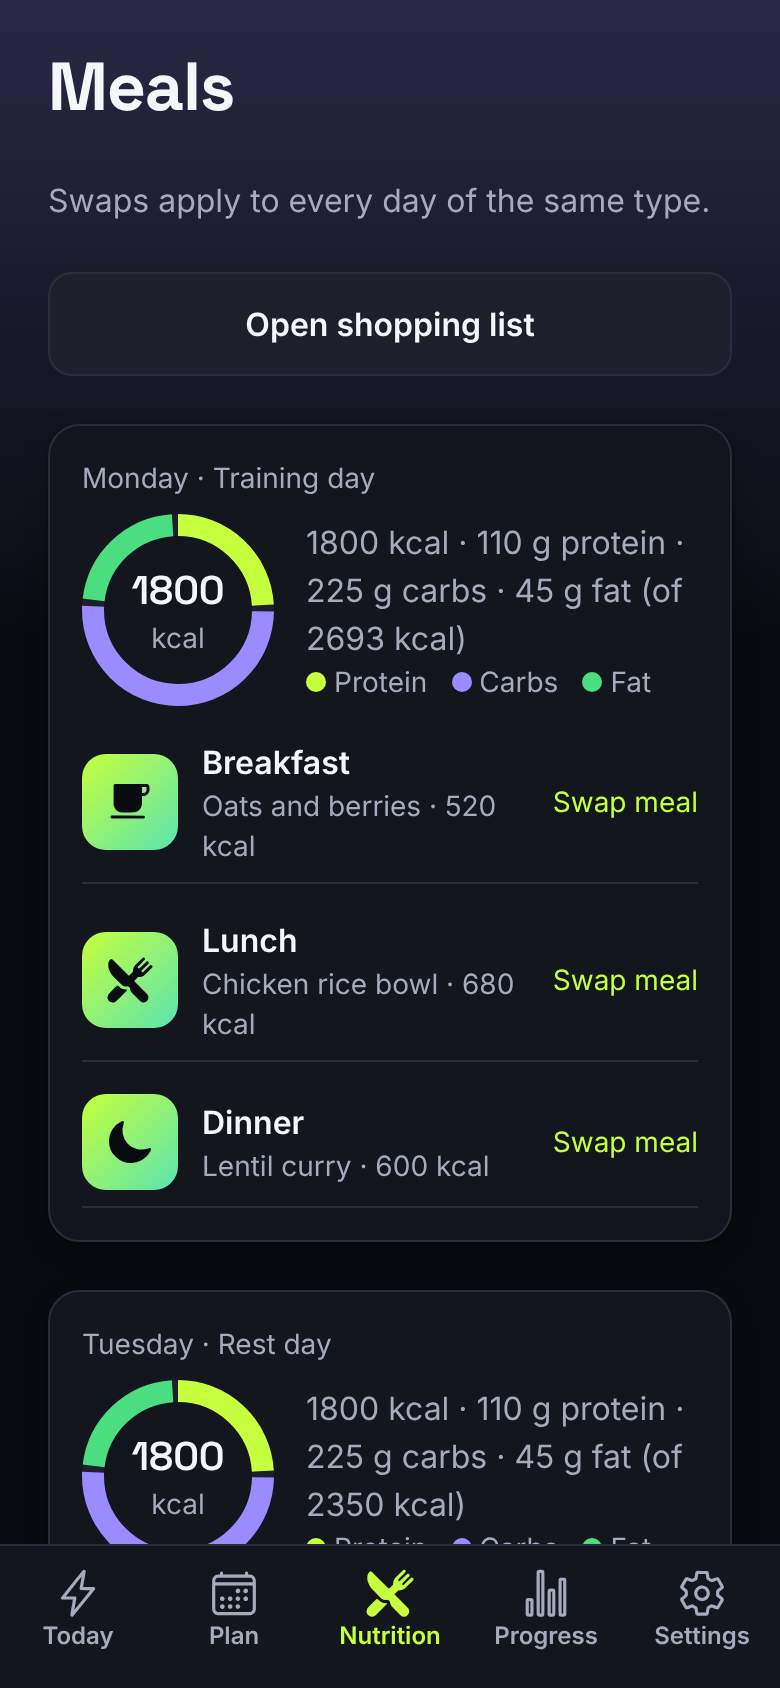 Meals
Swaps apply to every day of the same type.
Open shopping list
Monday · Training day
1800
kcal
1800 kcal · 110 g protein ·
225 g carbs · 45 g fat (of
2693 kcal)
Protein Carbs Fat
Breakfast
Oats and berries · 520
kcal
Swap meal
Lunch
Chicken rice bowl · 680
kcal
Swap meal
Dinner
Lentil curry · 600 kcal
Swap meal
Tuesday · Rest day
1800
kcal
1800 kcal · 110 g protein ·
225 g carbs · 45 g fat (of
2350 kcal)
Protein Carbs Fat
Today Plan Nutrition Progress Settings